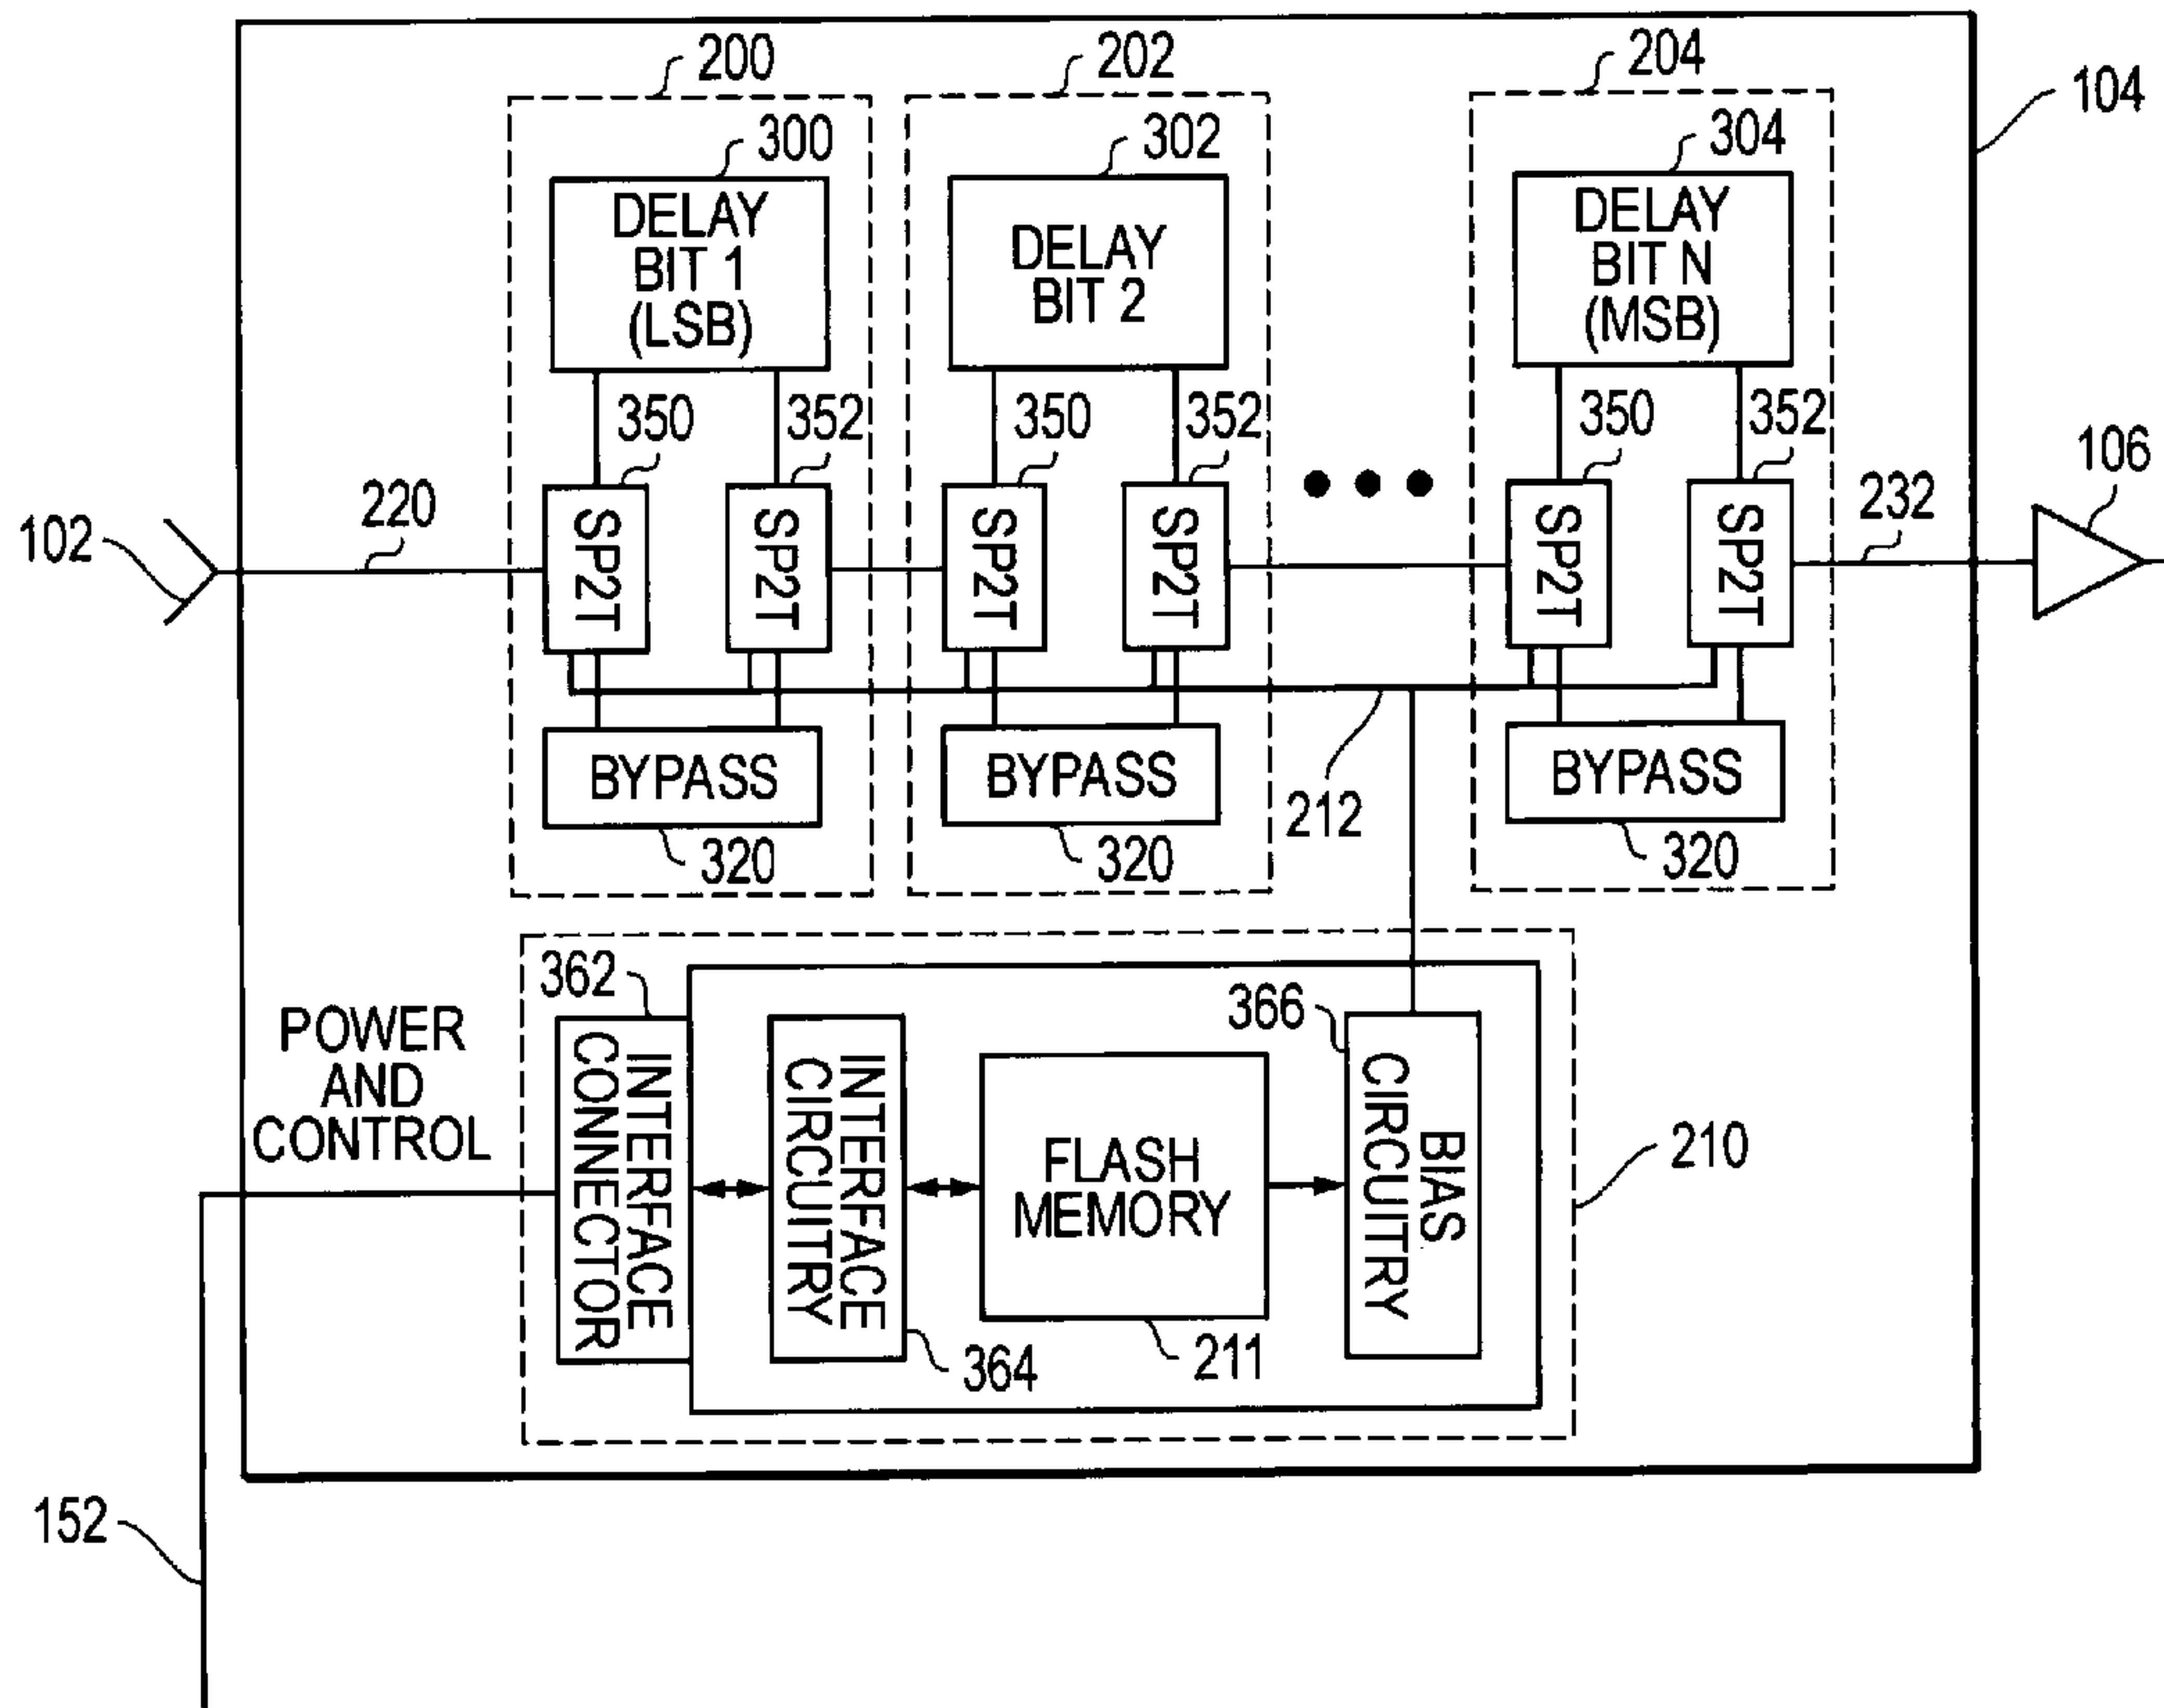 200
202
204
104
300
302
304
DELAY
BIT 1
(LSB)
DELAY
BIT 2
DELAY
BIT N
(MSB)
350
352
350
352
350
352
106
102
220
232
SP2T
SP2T
SP2T
SP2T
SP2T
SP2T
BYPASS
BYPASS
BYPASS
212
320
320
320
362
366
POWER
AND
CONTROL
INTERFACE
CONNECTOR
INTERFACE
CIRCUITRY
FLASH
MEMORY
BIAS
CIRCUITRY
210
211
364
152